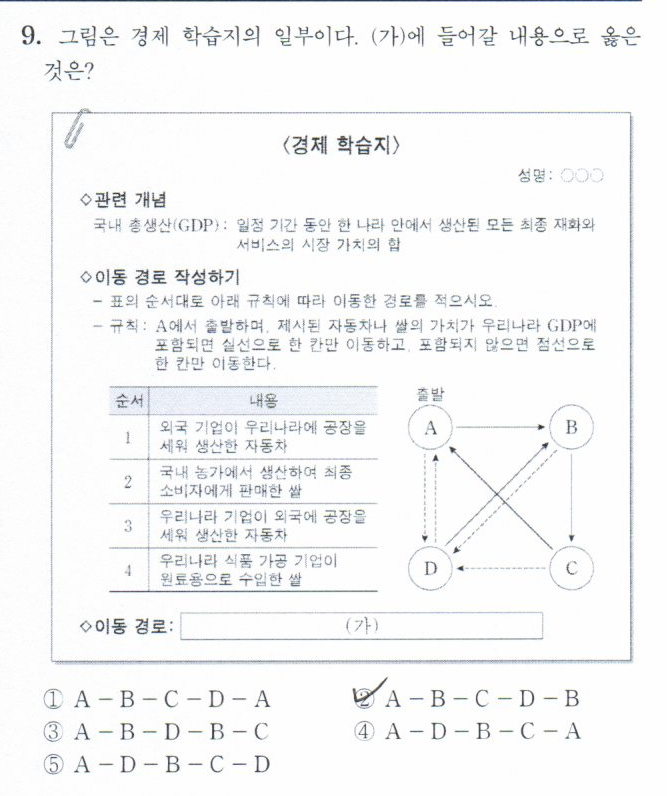 9. 그림은 경제 학습지의 일부이다. (가)에 들어갈 내용으로 옳은
것은?
〈경제 학습지〉
성명: ○○○
◇관련 개념
국내 총생산(GDP): 일정 기간 동안 한 나라 안에서 생산된 모든 최종 재화와
서비스의 시장 가치의 합
◇이동 경로 작성하기
- 표의 순서대로 아래 규칙에 따라 이동한 경로를 적으시오.
- 규칙: A에서 출발하며, 제시된 자동차나 쌀의 가치가 우리나라 GDP에
포함되면 실선으로 한 칸만 이동하고, 포함되지 않으면 점선으로
한 칸만 이동한다.
순서 내용
1 외국 기업이 우리나라에 공장을
세워 생산한 자동차
2 국내 농가에서 생산하여 최종
소비자에게 판매한 쌀
3 우리나라 기업이 외국에 공장을
세워 생산한 자동차
4 우리나라 식품 가공 기업이
원료용으로 수입한 쌀
출발
A B
D C
◇이동 경로: (가)
① A-B-C-D-A ② A-B-C-D-B
③ A-B-D-B-C ④ A-D-B-C-A
⑤ A-D-B-C-D